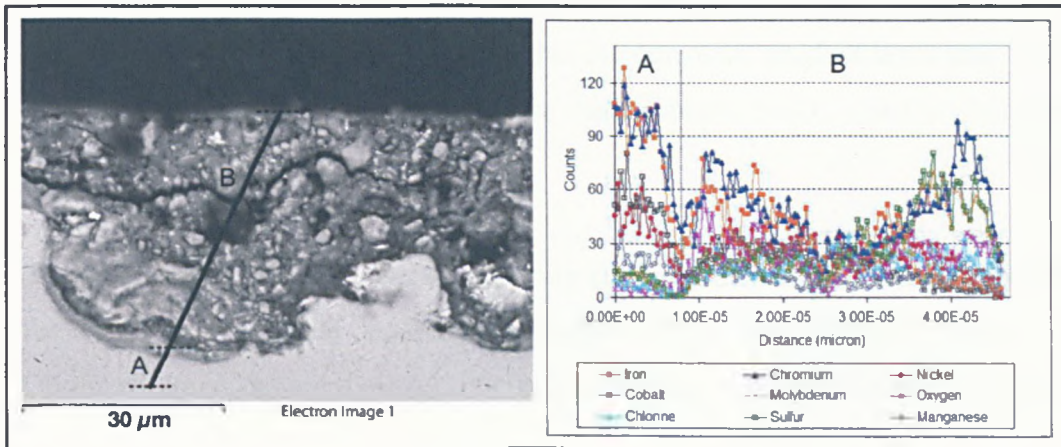 B
A
30 µm
Electron Image 1
A
B
120
90
60
30
0
Counts
0.00E+00
1.00E-05
2.00E-05
3.00E-05
4.00E-05
Distance (micron)
Iron
Chromium
Nickel
Cobalt
Molybdenum
Oxygen
Chlorine
Sulfur
Manganese